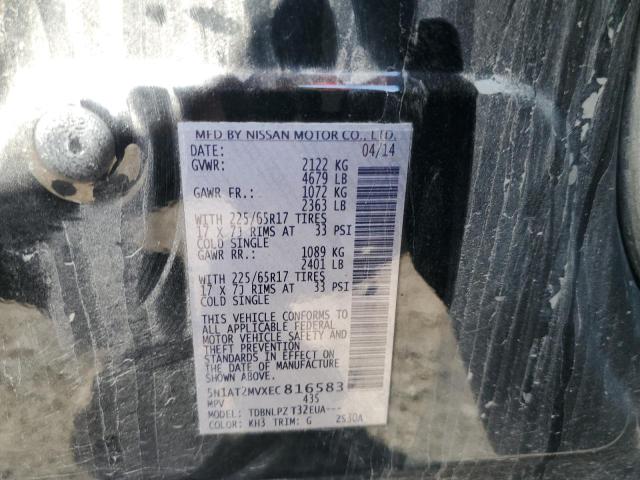 MFD BY NISSAN MOTOR CO., LTD.
DATE: 04/14
GVWR: 2122 KG
4679 LB
GAWR FR.: 1072 KG
2363 LB
WITH 225/65R17 TIRES
17 X 7J RIMS AT 33 PSI
COLD SINGLE
GAWR RR.: 1089 KG
2401 LB
WITH 225/65R17 TIRES
17 X 7J RIMS AT 33 PSI
COLD SINGLE
THIS VEHICLE CONFORMS TO
ALL APPLICABLE FEDERAL
MOTOR VEHICLE SAFETY AND
THEFT PREVENTION
STANDARDS IN EFFECT ON
THE DATE OF MANUFACTURE
SHOWN ABOVE.
5N1AT2MVXEC816583
MPV 435
MODEL: TDBNLPZ T32EUA---
COLOR: KH3 TRIM: G 2S30A